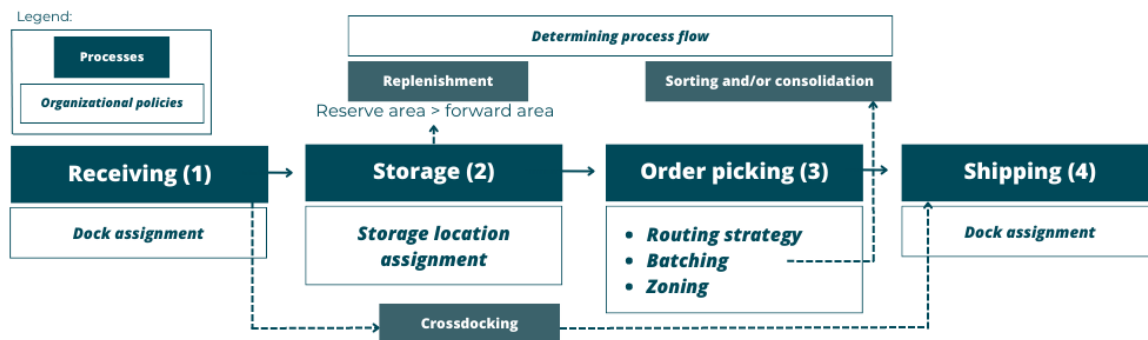 Legend:
Processes
Organizational policies
Determining process flow
Replenishment
Sorting and/or consolidation
Reserve area > forward area
Receiving (1)
Storage (2)
Order picking (3)
Shipping (4)
Dock assignment
Storage location
assignment
• Routing strategy
• Batching
• Zoning
Dock assignment
Crossdocking